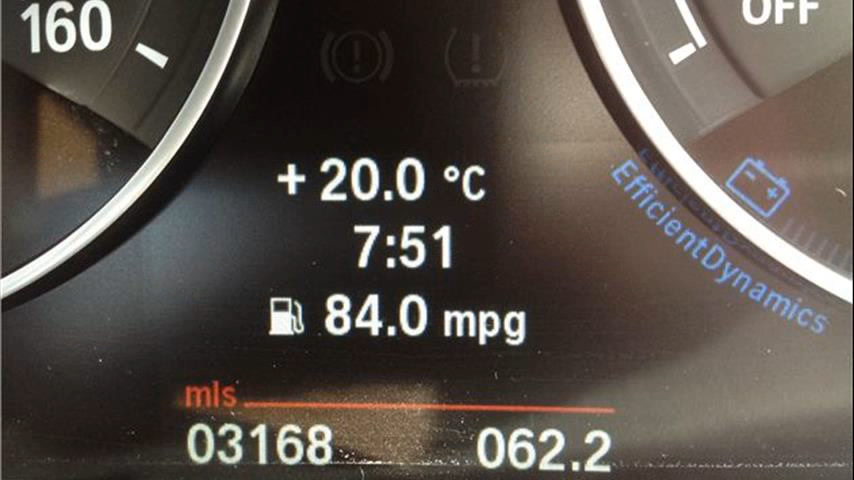 160
OFF
+ 20.0 °C
EfficientDynamics
7:51
84.0 mpg
mls
03168 062.2